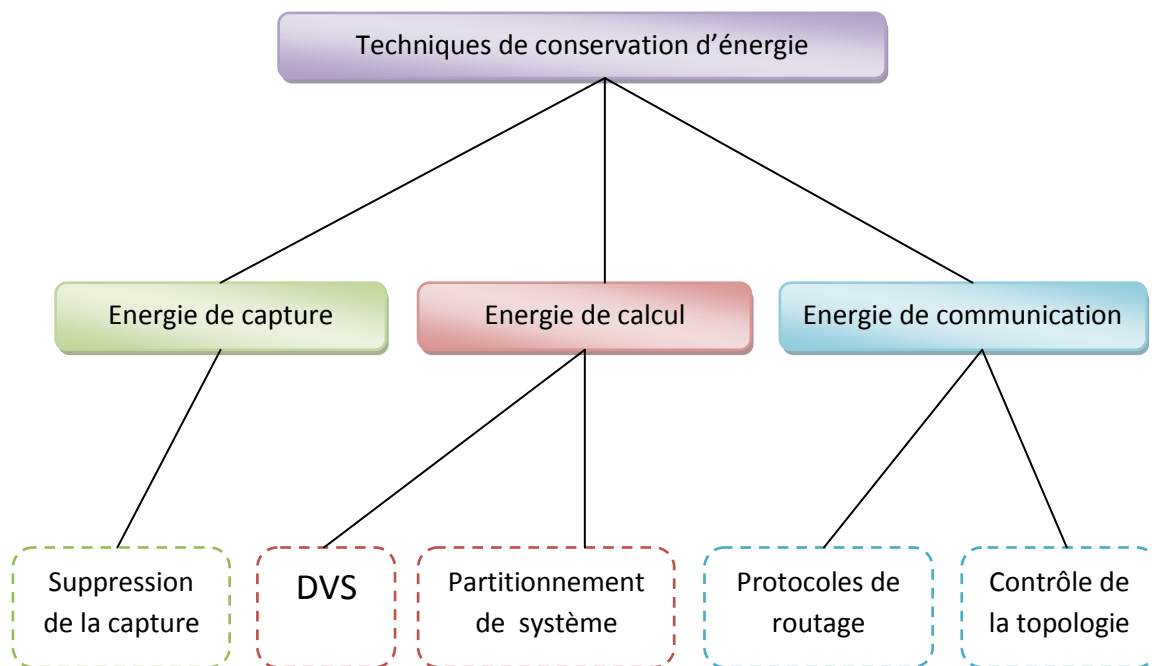 Techniques de conservation d’énergie
Energie de capture
Energie de calcul
Energie de communication
Suppression
de la capture
DVS
Partitionnement
de système
Protocoles de
routage
Contrôle de
la topologie